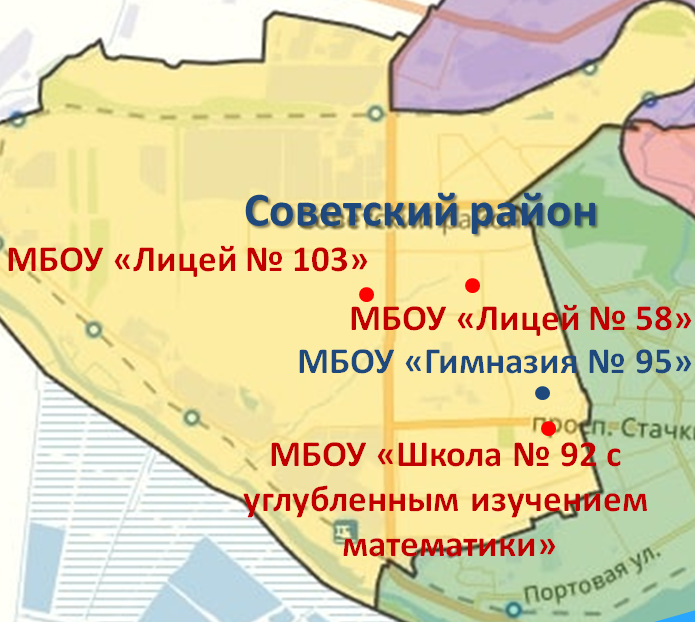 Советский район
МБОУ «Лицей № 103»
МБОУ «Лицей № 58»
МБОУ «Гимназия № 95»
просп. Стачки
МБОУ «Школа № 92 с
углубленным изучением
математики»
Портовая ул.